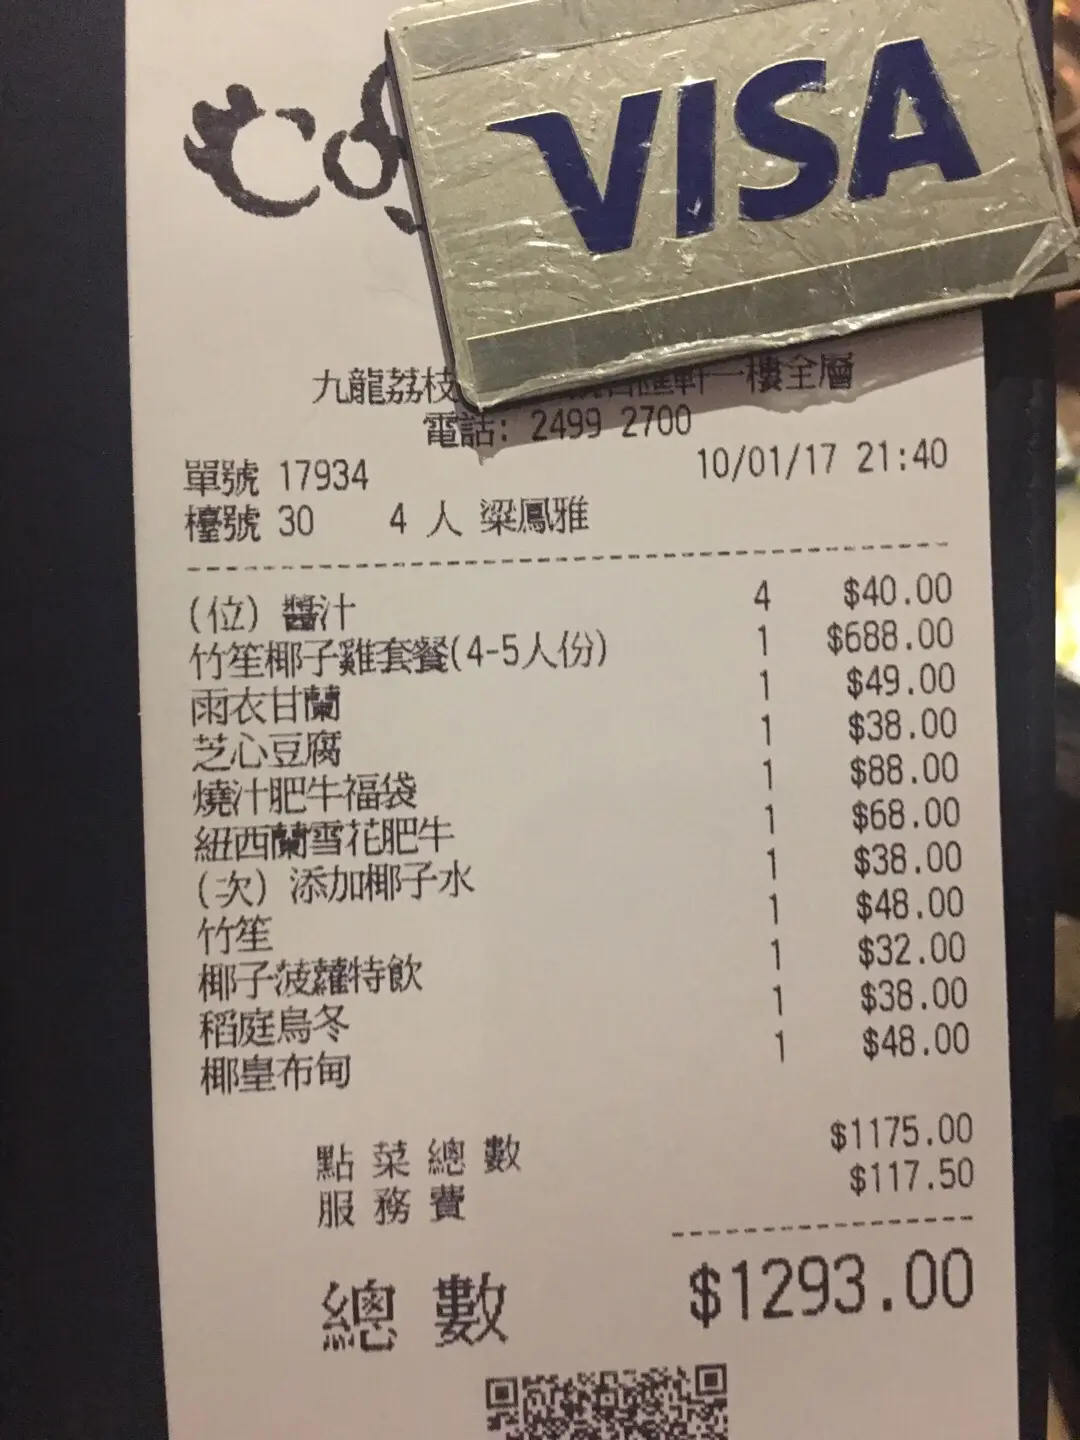 VISA
九龍荔枝 一樓全層
電話: 2499 2700
單號 17934 10/01/17 21:40
檯號 30 4 人 梁鳳雅
(位) 醬汁 4 $40.00
竹笙椰子雞套餐(4-5人份) 1 $688.00
雨衣甘蘭 1 $49.00
芝心豆腐 1 $38.00
燒汁肥牛福袋 1 $88.00
紐西蘭雪花肥牛 1 $68.00
(次) 添加椰子水 1 $38.00
竹笙 1 $48.00
椰子菠蘿特飲 1 $32.00
稻庭烏冬 1 $38.00
椰皇布甸 1 $48.00
點菜總數 $1175.00
服務費 $117.50
總數 $1293.00